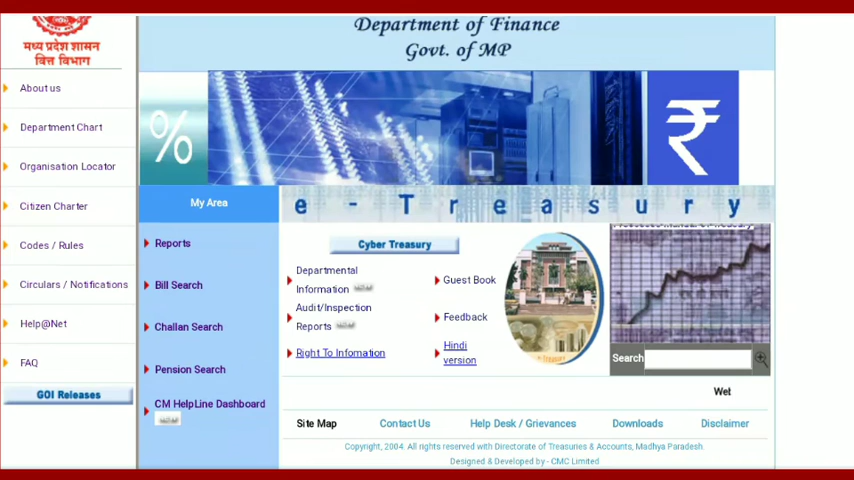 Department of Finance
Govt. of MP
मध्य प्रदेश शासन
वित्त विभाग
About us
Department Chart
Organisation Locator
Citizen Charter
Codes / Rules
Circulars / Notifications
Help@Net
FAQ
GOI Releases
%
₹
My Area
Reports
Bill Search
Challan Search
Pension Search
CM HelpLine Dashboard
e - Treasury
Cyber Treasury
Departmental
Information
Audit/Inspection
Reports
Right To Infomation
Guest Book
Feedback
Hindi
version
Search
Wel
Site Map
Contact Us
Help Desk / Grievances
Downloads
Disclaimer
Copyright, 2004. All rights reserved with Directorate of Treasuries & Accounts, Madhya Paradesh
Designed & Developed by - CMC Limited